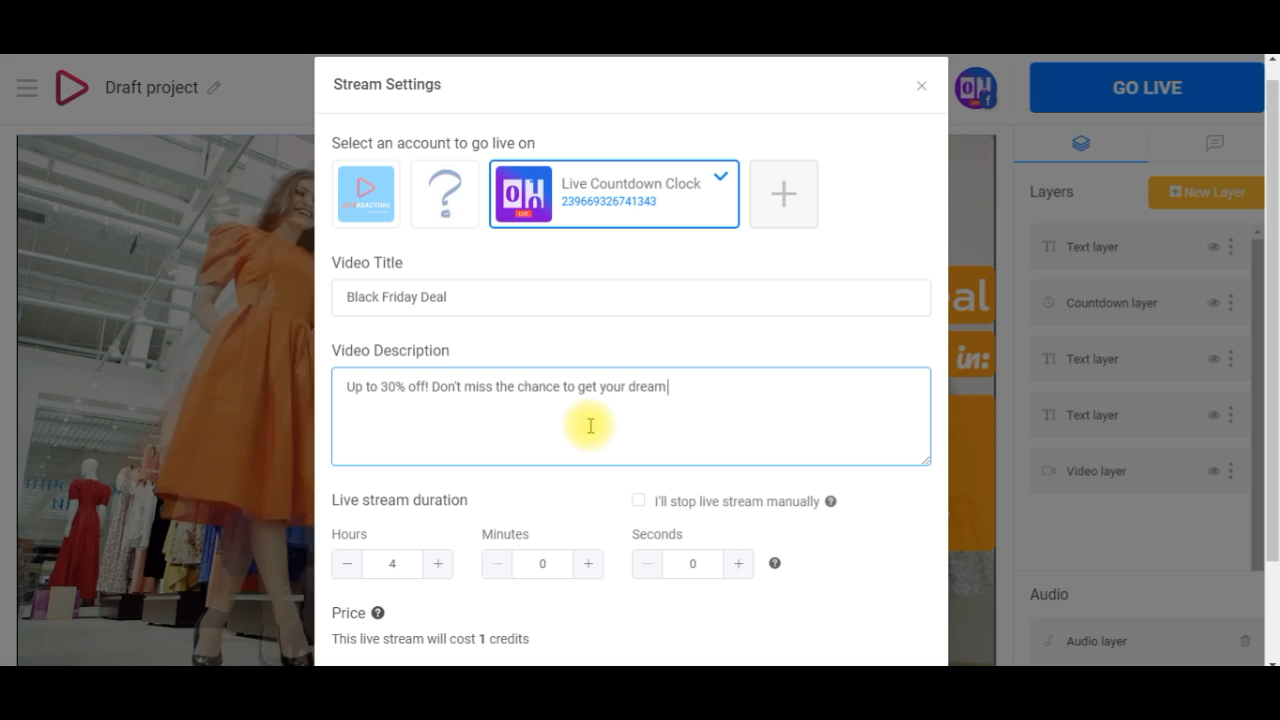 Draft project
Stream Settings
GO LIVE
Select an account to go live on
Live Countdown Clock
239669326741343
Video Title
Black Friday Deal
Video Description
Up to 30% off! Don't miss the chance to get your dream
Live stream duration
I'll stop live stream manually
Hours
Minutes
Seconds
4
0
0
Price
This live stream will cost 1 credits
Layers
New Layer
Text layer
Countdown layer
Text layer
Text layer
Video layer
Audio
Audio layer
al
in: